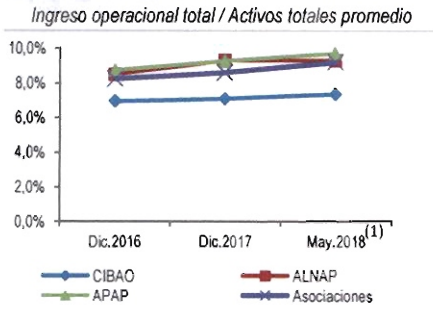 Ingreso operacional total / Activos totales promedio
10,0%
8,0%
6,0%
4,0%
2,0%
0,0%
Dic.2016 Dic.2017 May.2018(1)
CIBAO ALNAP
APAP Asociaciones